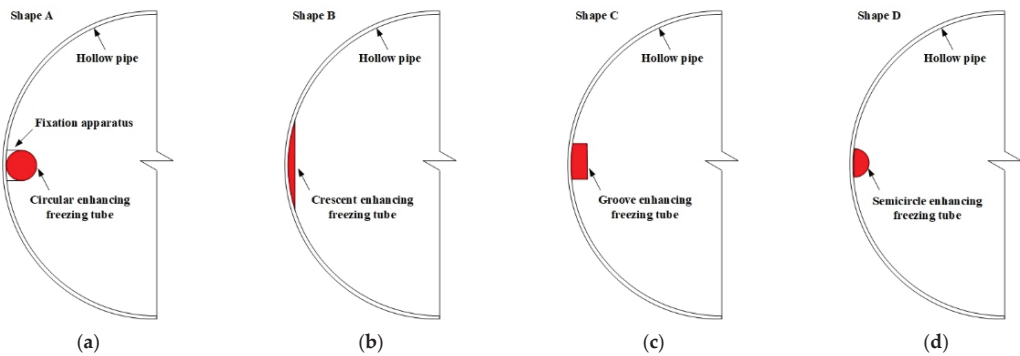 Shape A
Hollow pipe
Fixation apparatus
Circular enhancing
freezing tube
(a)
Shape B
Hollow pipe
Crescent enhancing
freezing tube
(b)
Shape C
Hollow pipe
Groove enhancing
freezing tube
(c)
Shape D
Hollow pipe
Semicircle enhancing
freezing tube
(d)